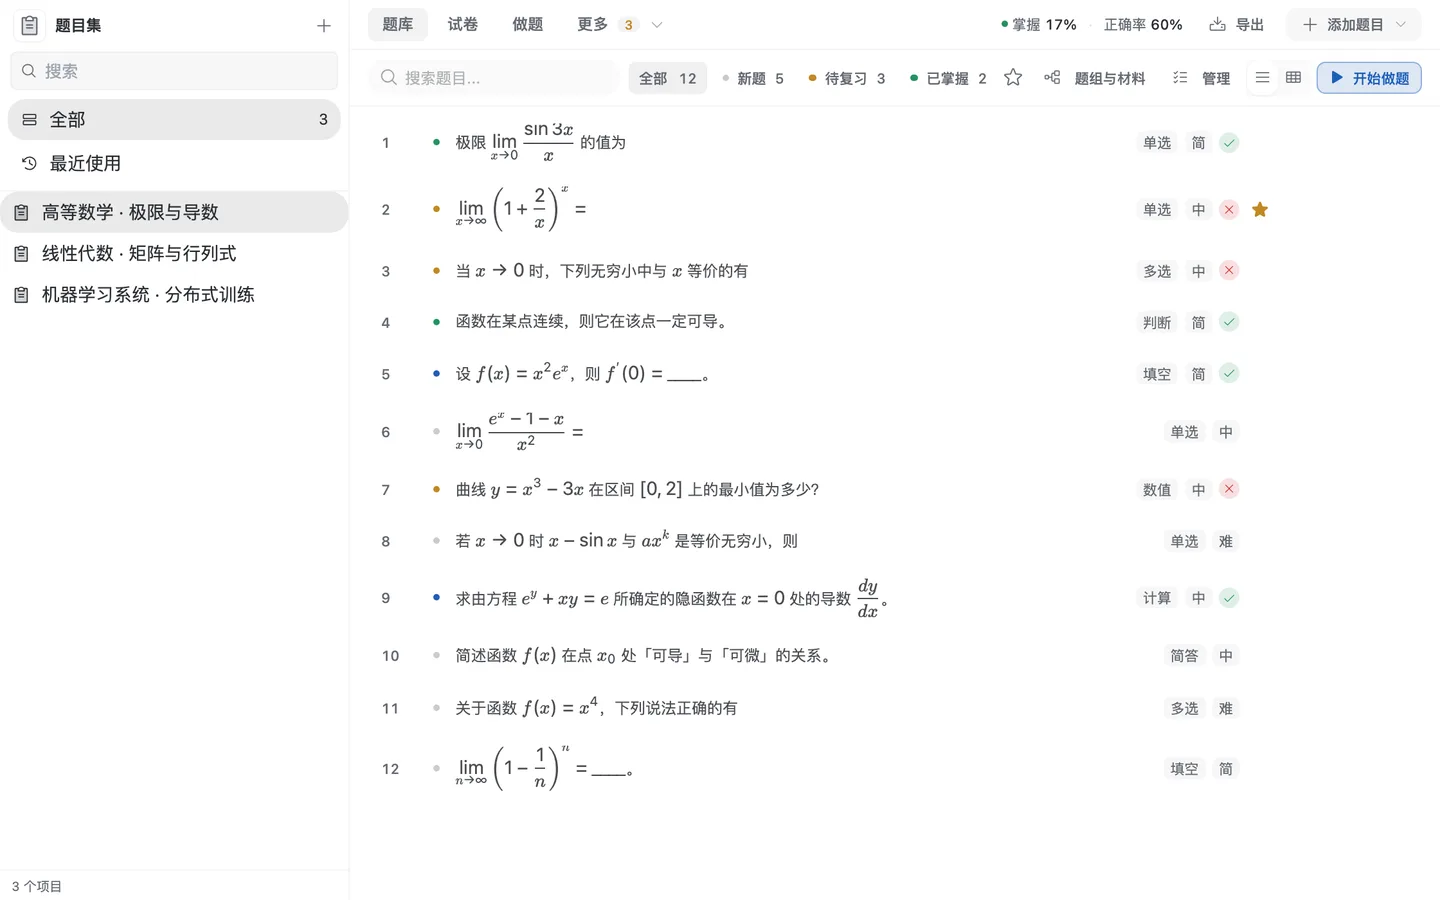 题目集
搜索
全部 3
最近使用
高等数学 · 极限与导数
线性代数 · 矩阵与行列式
机器学习系统 · 分布式训练
3 个项目
题库 试卷 做题 更多 3 掌握 17% · 正确率 60% 导出 添加题目
搜索题目... 全部 12 新题 5 待复习 3 已掌握 2 题组与材料 管理 开始做题
1 极限 lim_{x→0} \frac{sin 3x}{x} 的值为 单选 简
2 lim_{x→∞} (1 + \frac{2}{x})^x = 单选 中
3 当 x → 0 时，下列无穷小中与 x 等价的有 多选 中
4 函数在某点连续，则它在该点一定可导。 判断 简
5 设 f(x) = x²eˣ，则 f′(0) = ____。 填空 简
6 lim_{x→0} \frac{eˣ − 1 − x}{x²} = 单选 中
7 曲线 y = x³ − 3x 在区间 [0, 2] 上的最小值为多少？ 数值 中
8 若 x → 0 时 x − sin x 与 axᵏ 是等价无穷小，则 单选 难
9 求由方程 eʸ + xy = e 所确定的隐函数在 x = 0 处的导数 \frac{dy}{dx}。 计算 中
10 简述函数 f(x) 在点 x₀ 处「可导」与「可微」的关系。 简答 中
11 关于函数 f(x) = x⁴，下列说法正确的有 多选 难
12 lim_{n→∞} (1 − \frac{1}{n})^n = ____。 填空 简